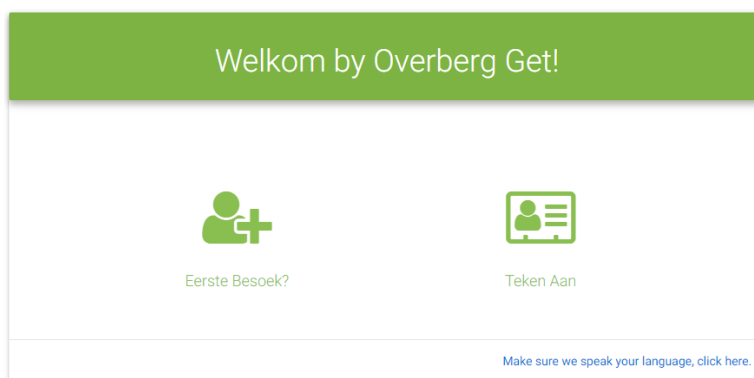 Welkom by Overberg Get!
Eerste Besoek?
Teken Aan
Make sure we speak your language, click here.